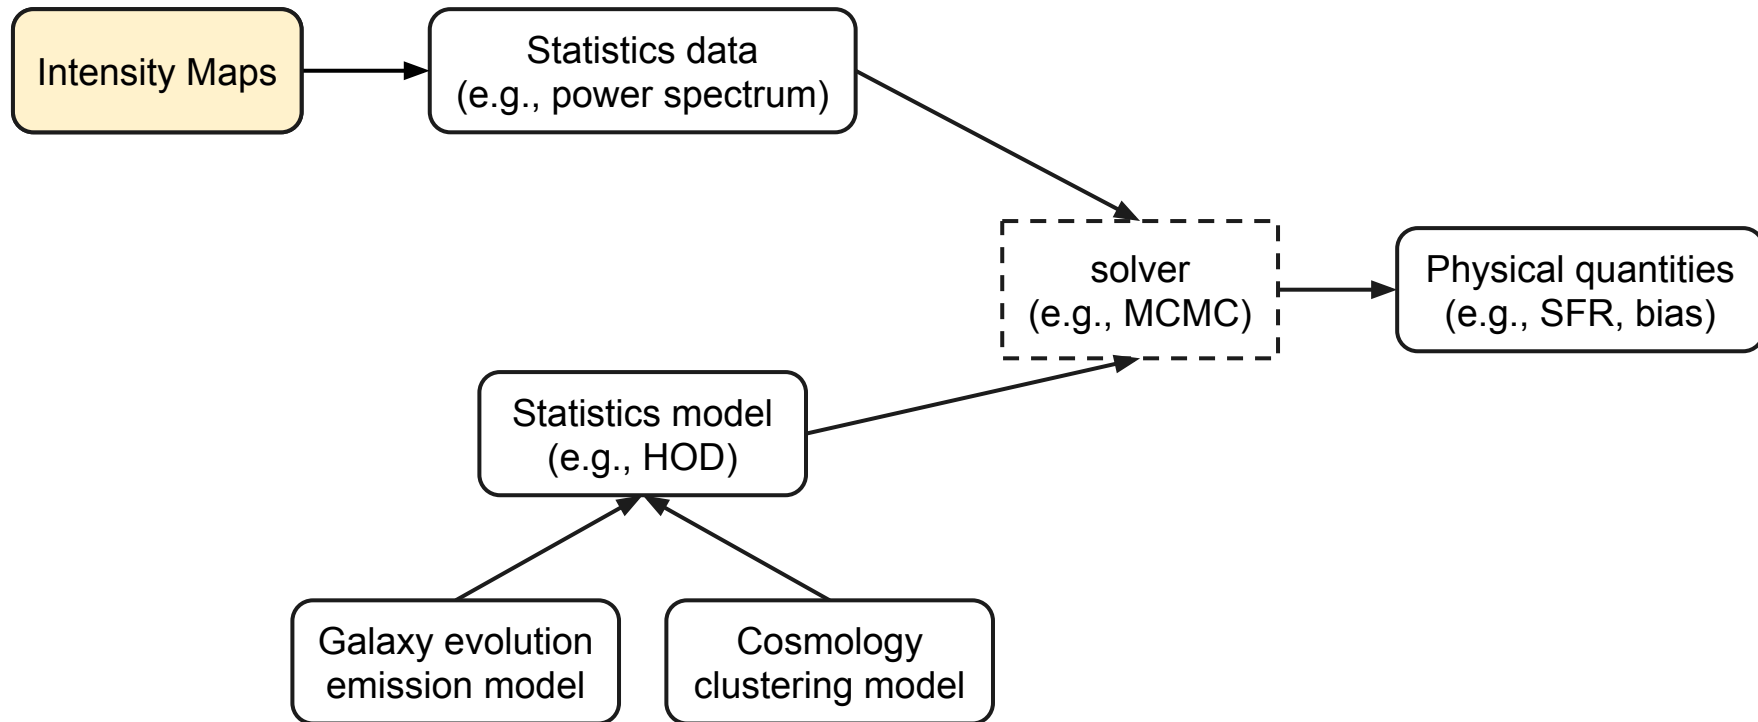 Intensity Maps
Statistics data
(e.g., power spectrum)
solver
(e.g., MCMC)
Physical quantities
(e.g., SFR, bias)
Statistics model
(e.g., HOD)
Galaxy evolution
emission model
Cosmology
clustering model